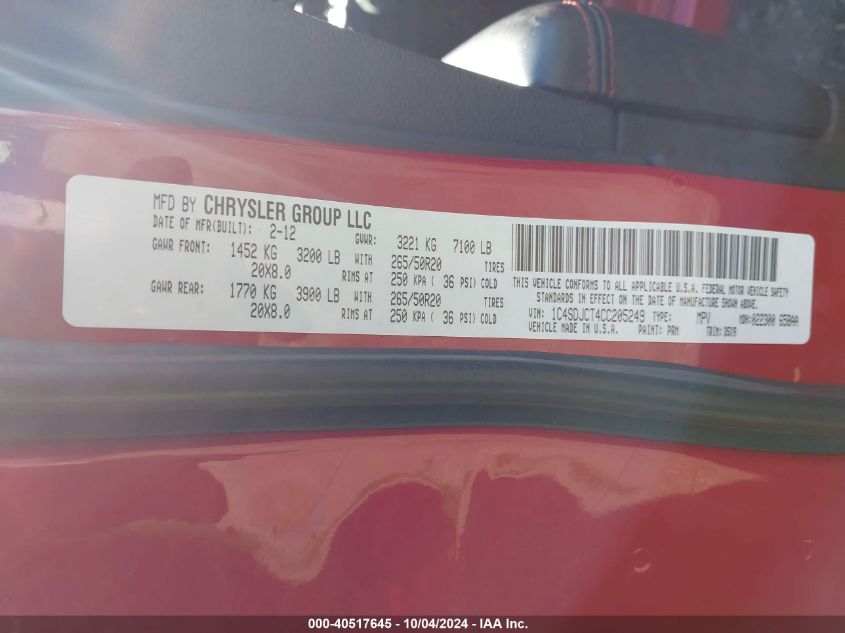 MFD BY CHRYSLER GROUP LLC
DATE OF MFR(BUILT): 2-12 GVWR: 3221 KG 7100 LB
GAWR FRONT: 1452 KG 3200 LB WITH 265/50R20 TIRES
20X8.0 RIMS AT 250 KPA ( 36 PSI) COLD
GAWR REAR: 1770 KG 3900 LB WITH 265/50R20 TIRES
20X8.0 RIMS AT 250 KPA ( 36 PSI) COLD
THIS VEHICLE CONFORMS TO ALL APPLICABLE U.S.A. FEDERAL MOTOR VEHICLE SAFETY
STANDARDS IN EFFECT ON THE DATE OF MANUFACTURE SHOWN ABOVE.
VIN: 1C4SDJCT4CC205249 TYPE: MPV MDH: 022300 658AA
VEHICLE MADE IN U.S.A. PAINT: PRM TRIM:
000-40517645 - 10/04/2024 - IAA Inc.